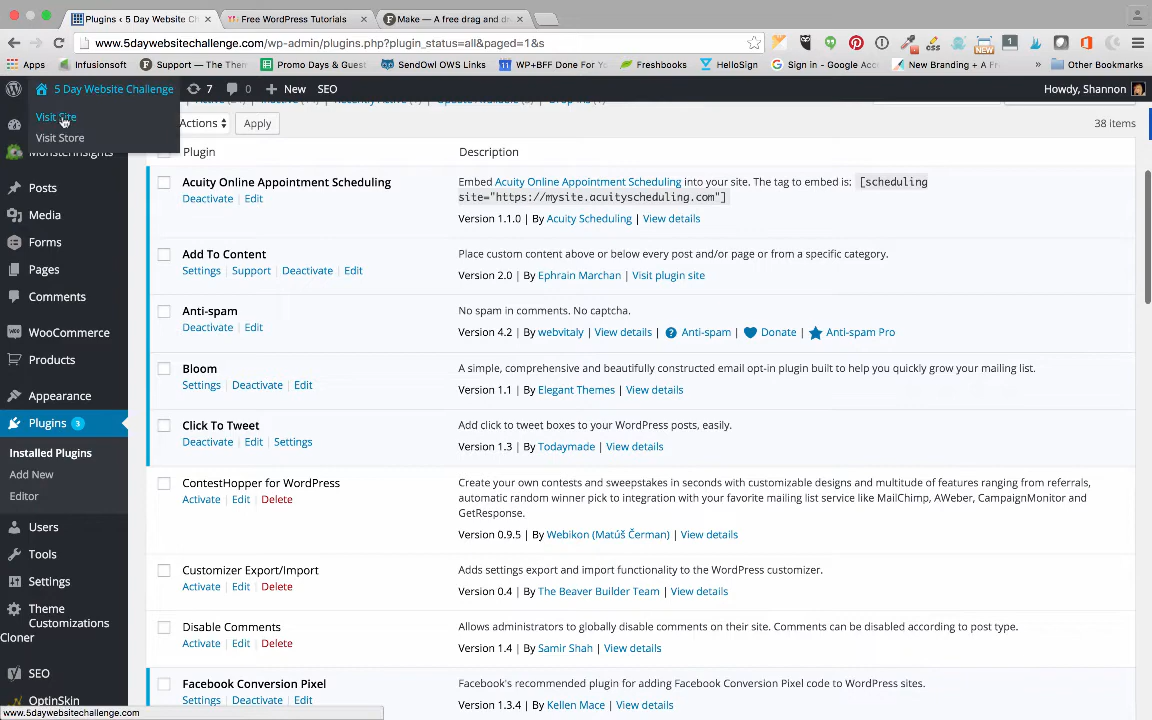 Plugins ‹ 5 Day Website Ch
Free WordPress Tutorials
Make — A free drag and dr
www.5daywebsitechallenge.com/wp-admin/plugins.php?plugin_status=all&paged=1&s
Apps
Infusionsoft
Support — The Them
Promo Days & Guest
SendOwl OWS Links
WP+BFF Done For Yo
Freshbooks
HelloSign
Sign in - Google Acc
New Branding + A Fr
»
Other Bookmarks
5 Day Website Challenge
7
0
New
SEO
Howdy, Shannon
Visit Site
Visit Store
Actions
Apply
38 items
MonsterInsights
Posts
Media
Forms
Pages
Comments
WooCommerce
Products
Appearance
Plugins 3
Installed Plugins
Add New
Editor
Users
Tools
Settings
Theme
Customizations
Cloner
SEO
OptinSkin
Plugin
Description
Acuity Online Appointment Scheduling
Deactivate | Edit
Embed Acuity Online Appointment Scheduling into your site. The tag to embed is: [scheduling
site="https://mysite.acuityscheduling.com"]
Version 1.1.0 | By Acuity Scheduling | View details
Add To Content
Settings | Support | Deactivate | Edit
Place custom content above or below every post and/or page or from a specific category.
Version 2.0 | By Ephrain Marchan | Visit plugin site
Anti-spam
Deactivate | Edit
No spam in comments. No captcha.
Version 4.2 | By webvitaly | View details | Anti-spam | Donate | Anti-spam Pro
Bloom
Settings | Deactivate | Edit
A simple, comprehensive and beautifully constructed email opt-in plugin built to help you quickly grow your mailing list.
Version 1.1 | By Elegant Themes | View details
Click To Tweet
Deactivate | Edit | Settings
Add click to tweet boxes to your WordPress posts, easily.
Version 1.3 | By Todaymade | View details
ContestHopper for WordPress
Activate | Edit | Delete
Create your own contests and sweepstakes in seconds with customizable designs and multitude of features ranging from referrals,
automatic random winner pick to integration with your favorite mailing list service like MailChimp, AWeber, CampaignMonitor and
GetResponse.
Version 0.9.5 | By Webikon (Matúš Čerman) | View details
Customizer Export/Import
Activate | Edit | Delete
Adds settings export and import functionality to the WordPress customizer.
Version 0.4 | By The Beaver Builder Team | View details
Disable Comments
Activate | Edit | Delete
Allows administrators to globally disable comments on their site. Comments can be disabled according to post type.
Version 1.4 | By Samir Shah | View details
Facebook Conversion Pixel
Settings | Deactivate | Edit
Facebook's recommended plugin for adding Facebook Conversion Pixel code to WordPress sites.
Version 1.3.4 | By Kellen Mace | View details
www.5daywebsitechallenge.com